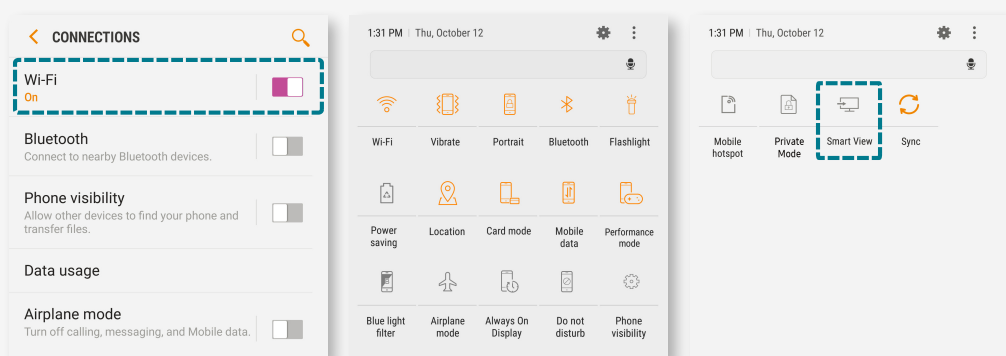 CONNECTIONS
Wi-Fi
On
Bluetooth
Connect to nearby Bluetooth devices.
Phone visibility
Allow other devices to find your phone and
transfer files.
Data usage
Airplane mode
Turn off calling, messaging, and Mobile data.
1:31 PM | Thu, October 12
Wi-Fi Vibrate Portrait Bluetooth Flashlight
Power
saving
Location
Card mode
Mobile
data
Performance
mode
Blue light
filter
Airplane
mode
Always On
Display
Do not
disturb
Phone
visibility
1:31 PM | Thu, October 12
Mobile
hotspot
Private
Mode
Smart View
Sync